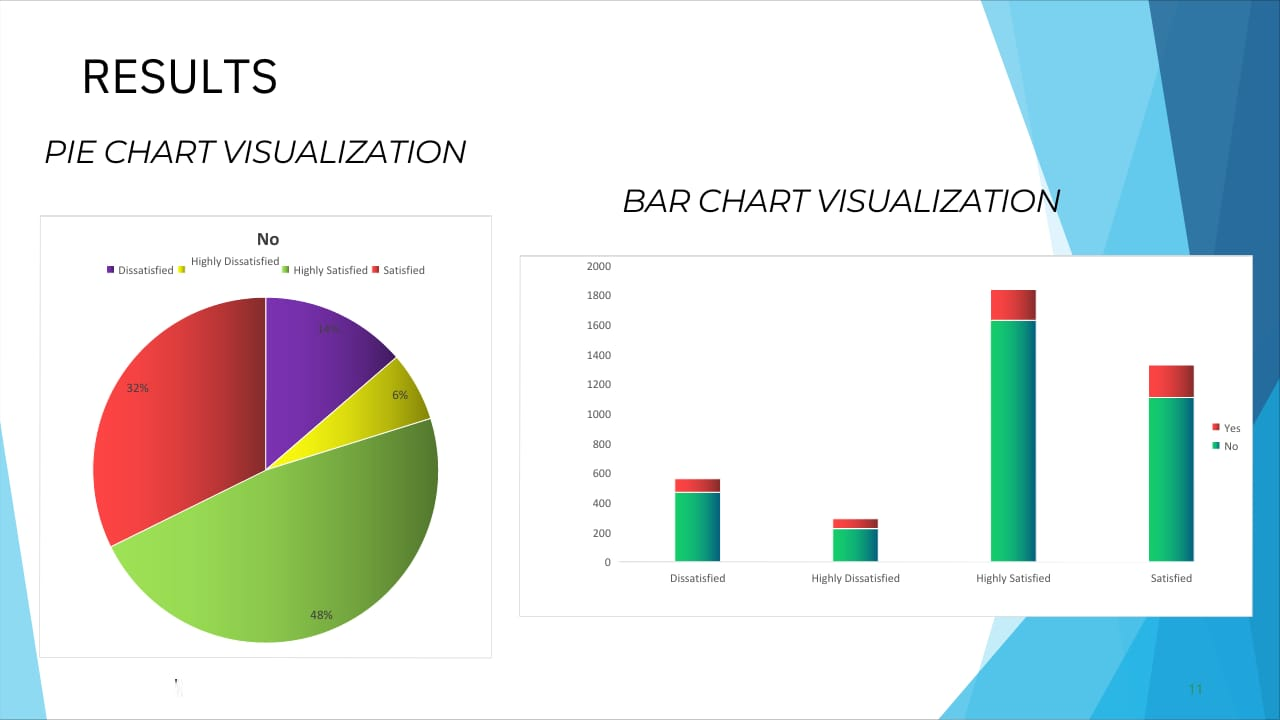 RESULTS
PIE CHART VISUALIZATION
BAR CHART VISUALIZATION
No
Dissatisfied Highly Dissatisfied Highly Satisfied Satisfied
14%
6%
32%
48%
2000
1800
1600
1400
1200
1000
800
600
400
200
0
Dissatisfied Highly Dissatisfied Highly Satisfied Satisfied
Yes
No
11